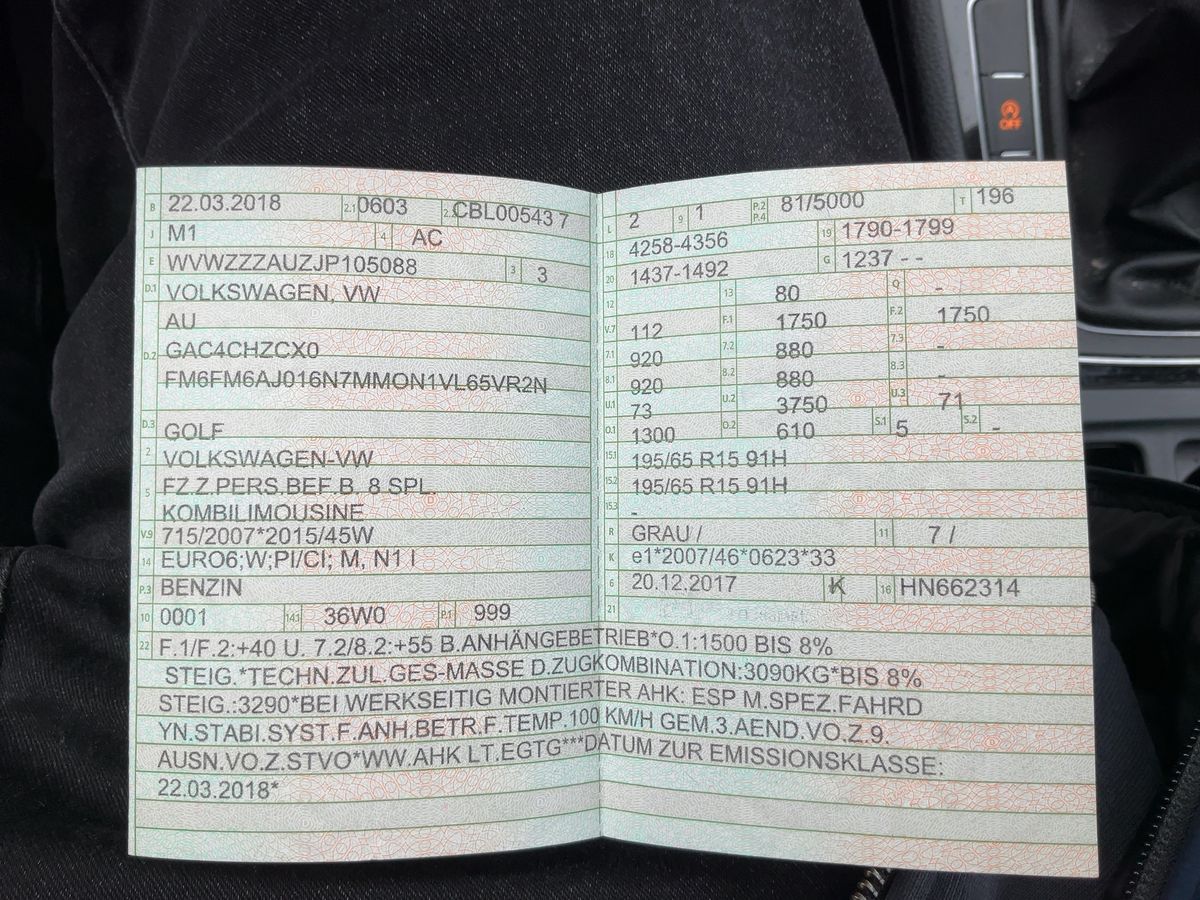 B 22.03.2018 2.1 0603 2.2 CBL00543 7
J M1 4 AC
E WVWZZZAUZJP105088 3 3
D.1 VOLKSWAGEN, VW
AU
D.2 GAC4CHZCX0
FM6FM6AJ016N7MMON1VL65VR2N
D.3 GOLF
2 VOLKSWAGEN-VW
5 FZ.Z.PERS.BEF.B. 8 SPL.
KOMBILIMOUSINE
V.9 715/2007*2015/45W
14 EURO6;W;PI/CI; M, N1 I
P.3 BENZIN
10 0001 14.1 36W0 P.1 999
L 2 9 1 P.2 P.4 81/5000 T 196
18 4258-4356 19 1790-1799
20 1437-1492 G 1237 - -
12 13 80 Q -
V.7 112 F.1 1750 F.2 1750
7.1 920 7.2 880 7.3 -
8.1 920 8.2 880 8.3 -
U.1 73 U.2 3750 U.3 71
O.1 1300 O.2 610 S.1 5 S.2 -
15.1 195/65 R15 91H
15.2 195/65 R15 91H
15.3 -
R GRAU / 11 7 /
K e1*2007/46*0623*33
6 20.12.2017 K 16 HN662314
21
22 F.1/F.2:+40 U. 7.2/8.2:+55 B.ANHÄNGEBETRIEB*O.1:1500 BIS 8%
STEIG.*TECHN.ZUL.GES-MASSE D.ZUGKOMBINATION:3090KG*BIS 8%
STEIG.:3290*BEI WERKSEITIG MONTIERTER AHK: ESP M.SPEZ.FAHRD
YN.STABI.SYST.F.ANH.BETR.F.TEMP.100 KM/H GEM.3.AEND.VO.Z.9.
AUSN.VO.Z.STVO*WW.AHK LT.EGTG***DATUM ZUR EMISSIONSKLASSE:
22.03.2018*
A
OFF